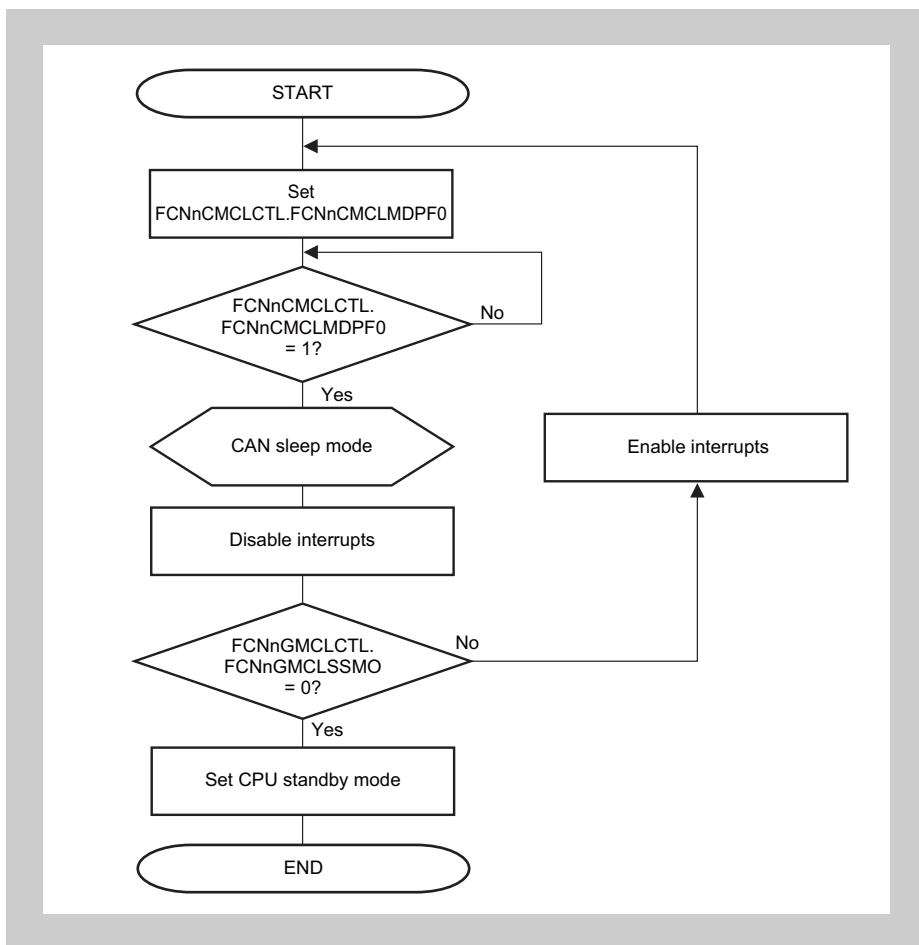 START
Set
FCNnCMCLCTL.FCNnCMCLMDPF0
FCNnCMCLCTL.
FCNnCMCLMDPF0
= 1?
No
Yes
CAN sleep mode
Enable interrupts
Disable interrupts
FCNnGMCLCTL.
FCNnGMCLSSMO
= 0?
No
Yes
Set CPU standby mode
END